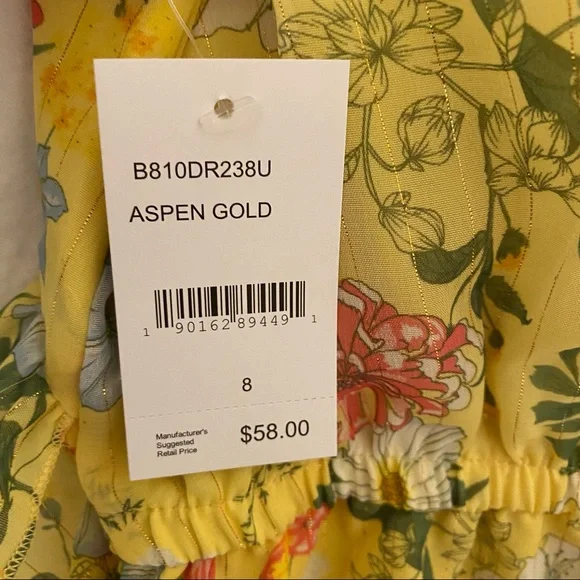 B810DR238U
ASPEN GOLD
1 90162 89449 1
8
Manufacturer's
Suggested
Retail Price
$58.00